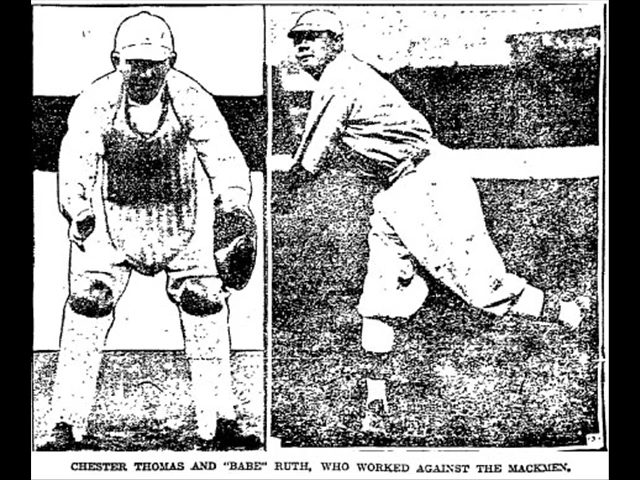 CHESTER THOMAS AND "BABE" RUTH, WHO WORKED AGAINST THE MACKMEN.